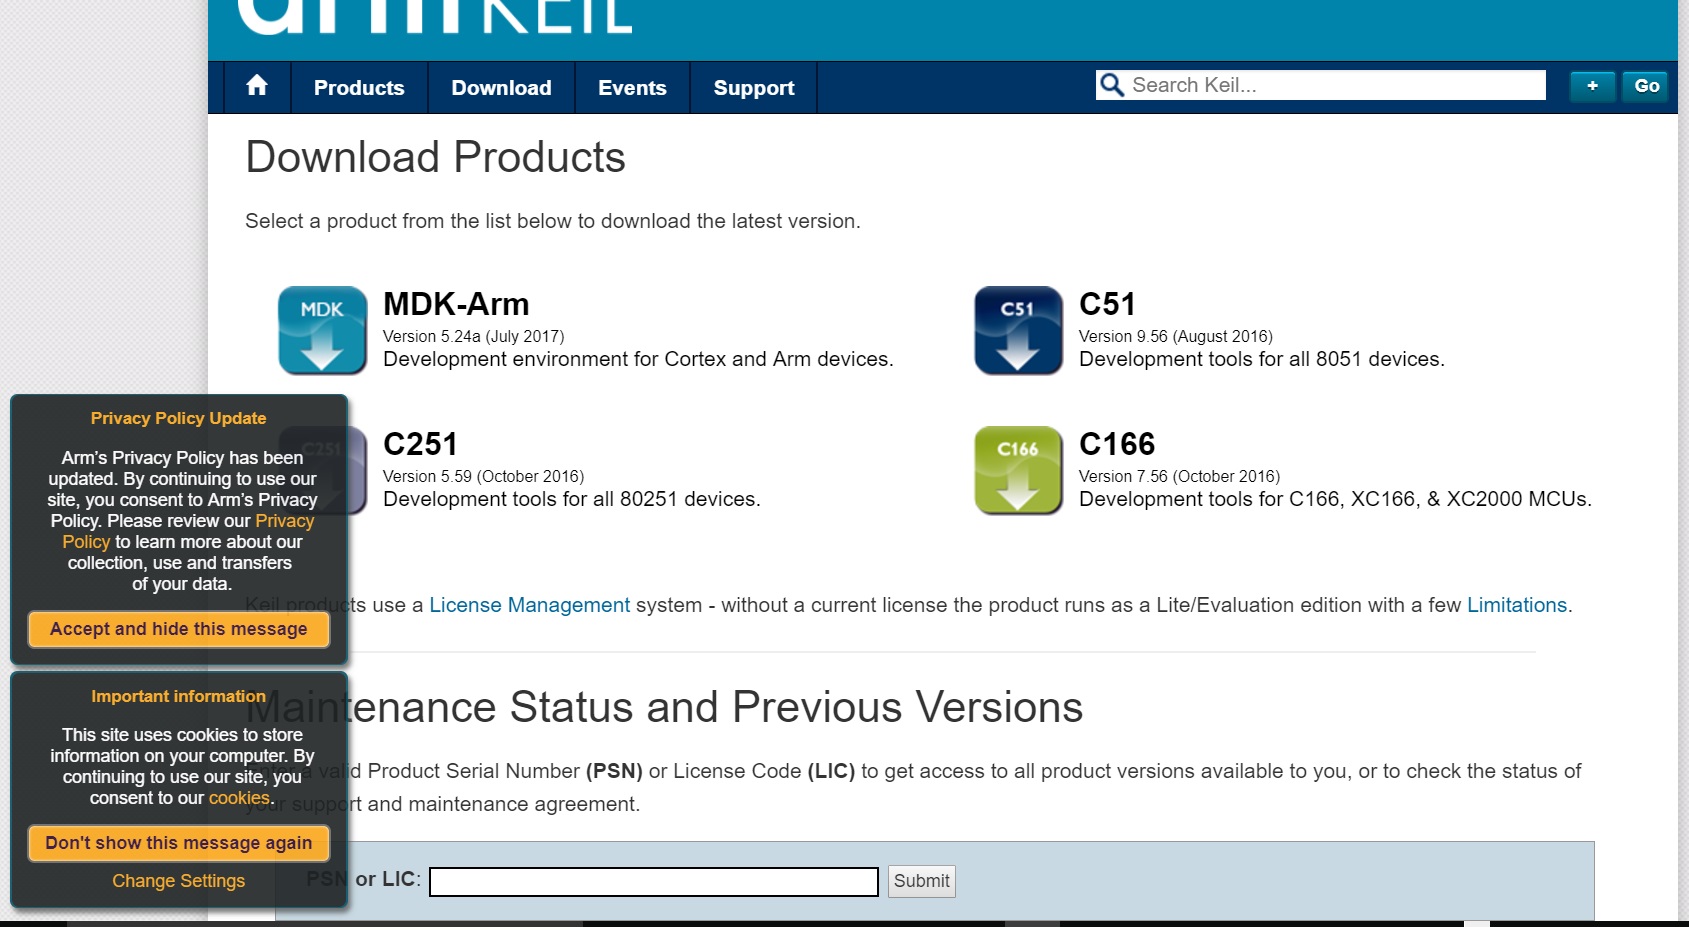 arm KEIL
Products Download Events Support
Search Keil...
+ Go
Download Products
Select a product from the list below to download the latest version.
MDK
MDK-Arm
Version 5.24a (July 2017)
Development environment for Cortex and Arm devices.
C51
C51
Version 9.56 (August 2016)
Development tools for all 8051 devices.
C251
C251
Version 5.59 (October 2016)
Development tools for all 80251 devices.
C166
C166
Version 7.56 (October 2016)
Development tools for C166, XC166, & XC2000 MCUs.
Keil products use a License Management system - without a current license the product runs as a Lite/Evaluation edition with a few Limitations.
Maintenance Status and Previous Versions
Enter a valid Product Serial Number (PSN) or License Code (LIC) to get access to all product versions available to you, or to check the status of
your support and maintenance agreement.
PSN or LIC:
Submit
Privacy Policy Update
Arm’s Privacy Policy has been
updated. By continuing to use our
site, you consent to Arm’s Privacy
Policy. Please review our Privacy
Policy to learn more about our
collection, use and transfers
of your data.
Accept and hide this message
Important information
This site uses cookies to store
information on your computer. By
continuing to use our site, you
consent to our cookies.
Don't show this message again
Change Settings